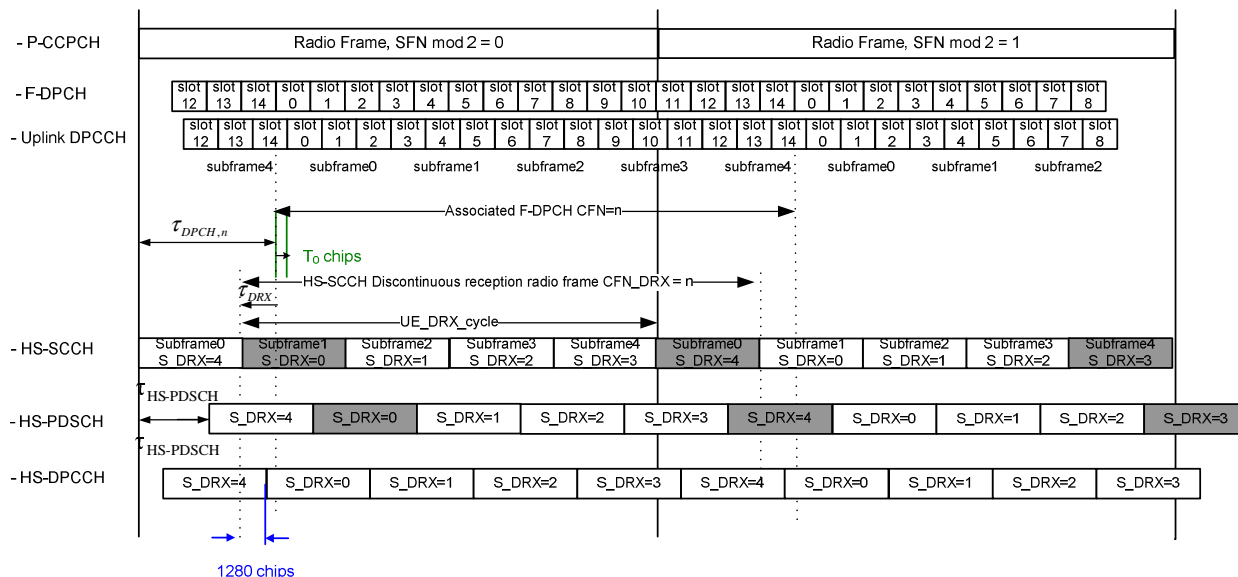 - P-CCPCH
Radio Frame, SFN mod 2 = 0
Radio Frame, SFN mod 2 = 1
- F-DPCH
slot 12 slot 13 slot 14 slot 0 slot 1 slot 2 slot 3 slot 4 slot 5 slot 6 slot 7 slot 8 slot 9 slot 10 slot 11 slot 12 slot 13 slot 14 slot 0 slot 1 slot 2 slot 3 slot 4 slot 5 slot 6 slot 7 slot 8
- Uplink DPCCH
slot 12 slot 13 slot 14 slot 0 slot 1 slot 2 slot 3 slot 4 slot 5 slot 6 slot 7 slot 8 slot 9 slot 10 slot 11 slot 12 slot 13 slot 14 slot 0 slot 1 slot 2 slot 3 slot 4 slot 5 slot 6 slot 7 slot 8
subframe4 subframe0 subframe1 subframe2 subframe3 subframe4 subframe0 subframe1 subframe2
Associated F-DPCH CFN=n
τDPCH,n
T0 chips
HS-SCCH Discontinuous reception radio frame CFN_DRX = n
τDRX
UE_DRX_cycle
- HS-SCCH
Subframe0 Subframe1 Subframe2 Subframe3 Subframe4 Subframe0 Subframe1 Subframe2 Subframe3 Subframe4
S_DRX=4 S_DRX=0 S_DRX=1 S_DRX=2 S_DRX=3 S_DRX=4 S_DRX=0 S_DRX=1 S_DRX=2 S_DRX=3
τHS-PDSCH
- HS-PDSCH
S_DRX=4 S_DRX=0 S_DRX=1 S_DRX=2 S_DRX=3 S_DRX=4 S_DRX=0 S_DRX=1 S_DRX=2 S_DRX=3
τHS-PDSCH
- HS-DPCCH
S_DRX=4 S_DRX=0 S_DRX=1 S_DRX=2 S_DRX=3 S_DRX=4 S_DRX=0 S_DRX=1 S_DRX=2 S_DRX=3
1280 chips